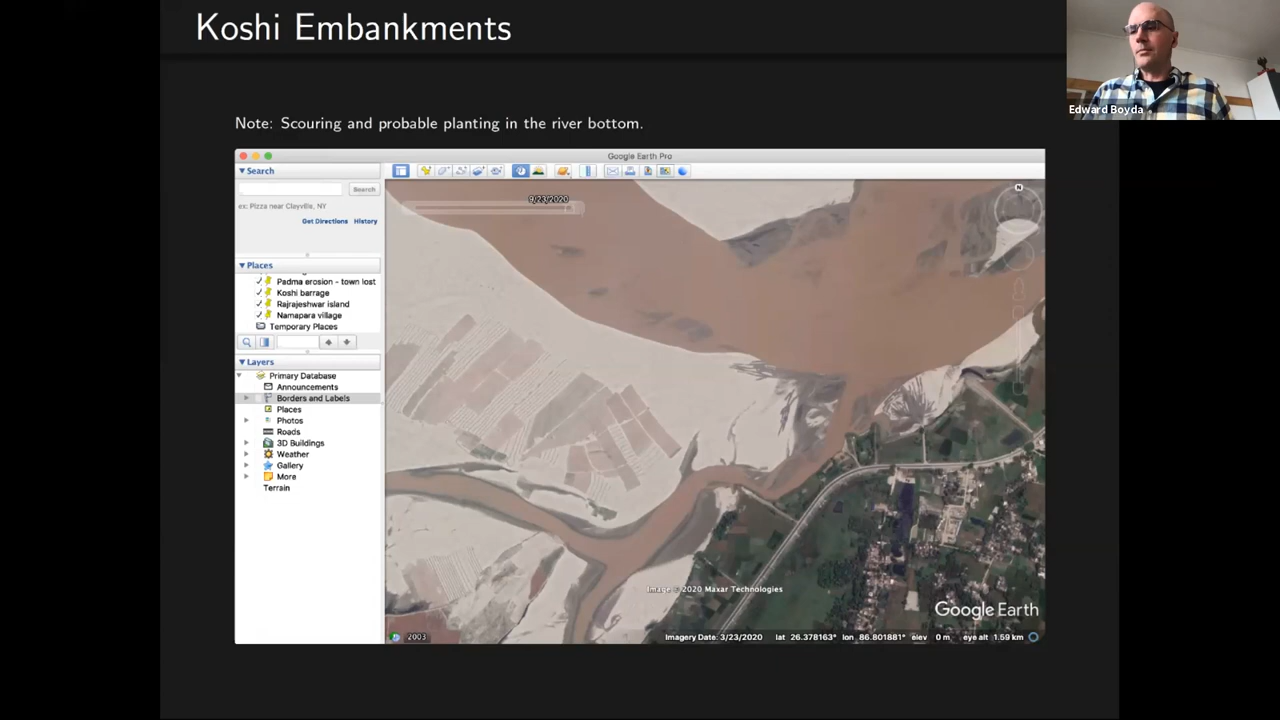 Koshi Embankments
Edward Boyda
Note: Scouring and probable planting in the river bottom.
Google Earth Pro
Search
Search
ex: Pizza near Clayville, NY
Get Directions History
Places
Padma erosion - town lost
Koshi barrage
Rajrajeshwar island
Namapara village
Temporary Places
Layers
Primary Database
Announcements
Borders and Labels
Places
Photos
Roads
3D Buildings
Weather
Gallery
More
Terrain
9/23/2020
N
Image © 2020 Maxar Technologies
Google Earth
2003
Imagery Date: 3/23/2020 lat 26.378163° lon 86.801881° elev 0 m eye alt 1.59 km